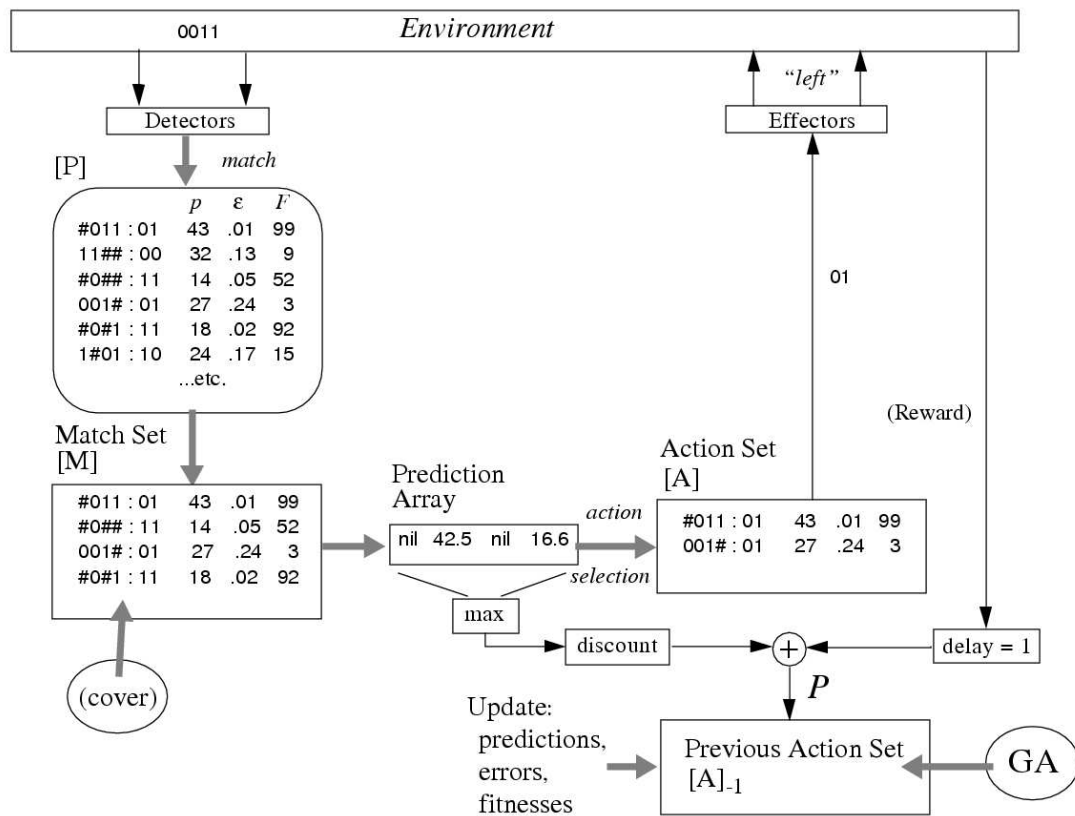 0011 Environment
"left"
Detectors
Effectors
match
[P]
p ε F
#011 : 01 43 .01 99
11## : 00 32 .13 9
#0## : 11 14 .05 52
001# : 01 27 .24 3
#0#1 : 11 18 .02 92
1#01 : 10 24 .17 15
...etc.
01
(Reward)
Match Set
[M]
#011 : 01 43 .01 99
#0## : 11 14 .05 52
001# : 01 27 .24 3
#0#1 : 11 18 .02 92
(cover)
Prediction
Array
nil 42.5 nil 16.6
action
selection
Action Set
[A]
#011 : 01 43 .01 99
001# : 01 27 .24 3
max
discount
+
delay = 1
P
Update:
predictions,
errors,
fitnesses
Previous Action Set
[A]-1
GA